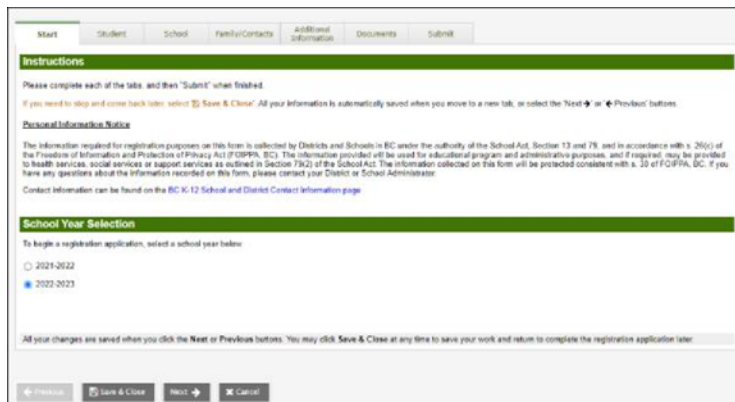 Start Student School Family/Contacts Additional Information Documents Submit
Instructions
Please complete each of the tabs, and then "Submit" when finished.
If you need to stop and come back later, select Save & Close'. All your information is automatically saved when you move to a new tab, or select the 'Next →' or '← Previous' buttons.
Personal Information Notice
The information required for registration purposes on this form is collected by Districts and Schools in BC under the authority of the School Act, Section 13 and 79, and in accordance with s. 26(c) of
the Freedom of Information and Protection of Privacy Act (FOIPPA, BC). The information provided will be used for educational program and administrative purposes, and if required, may be provided
to health services, social services or support services as outlined in Section 79(2) of the School Act. The information collected on this form will be protected consistent with s. 30 of FOIPPA, BC. If you
have any questions about the information recorded on this form, please contact your District or School Administrator.
Contact information can be found on the BC K-12 School and District Contact Information page
School Year Selection
To begin a registration application, select a school year below
2021-2022
2022-2023
All your changes are saved when you click the Next or Previous buttons. You may click Save & Close at any time to save your work and return to complete the registration application later.
← Previous Save & Close Next → Cancel